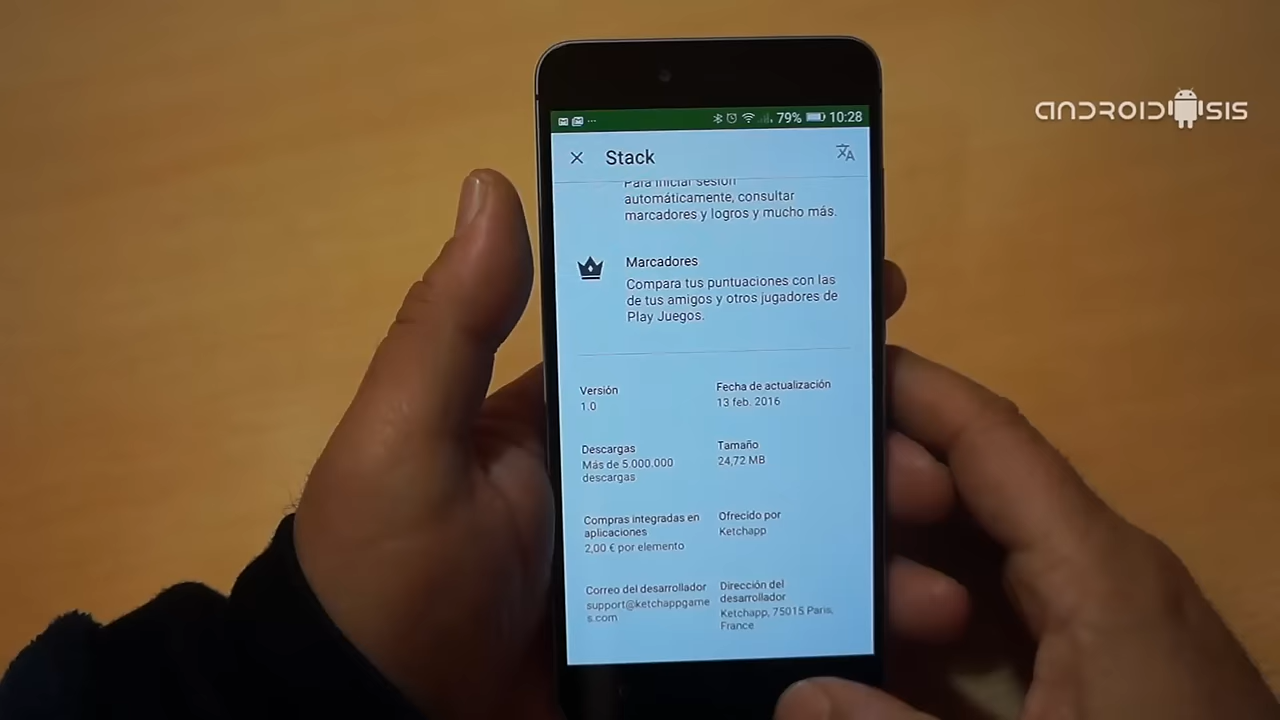 ANDROIDSIS
79% 10:28
Stack
Para iniciar sesión
automáticamente, consultar
marcadores y logros y mucho más.
Marcadores
Compara tus puntuaciones con las
de tus amigos y otros jugadores de
Play Juegos.
Versión
1.0
Fecha de actualización
13 feb. 2016
Descargas
Más de 5.000.000
descargas
Tamaño
24,72 MB
Compras integradas en
aplicaciones
2,00 € por elemento
Ofrecido por
Ketchapp
Correo del desarrollador
support@ketchappgame
s.com
Dirección del
desarrollador
Ketchapp, 75015 Paris,
France